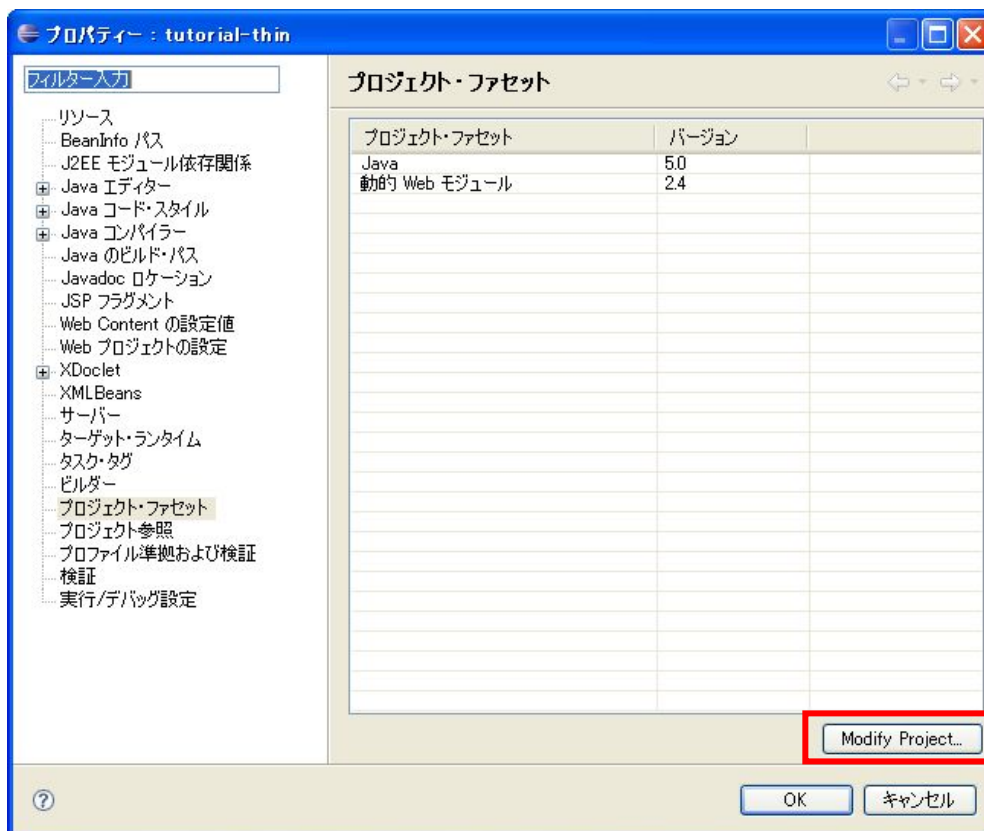 プロパティー : tutorial-thin
フィルター入力
リソース
BeanInfo パス
J2EE モジュール依存関係
Java エディター
Java コード・スタイル
Java コンパイラー
Java のビルド・パス
Javadoc ロケーション
JSP フラグメント
Web Content の設定値
Web プロジェクトの設定
XDoclet
XMLBeans
サーバー
ターゲット・ランタイム
タスク・タグ
ビルダー
プロジェクト・ファセット
プロジェクト参照
プロファイル準拠および検証
検証
実行/デバッグ設定
プロジェクト・ファセット
プロジェクト・ファセット バージョン
Java 5.0
動的 Web モジュール 2.4
Modify Project...
OK キャンセル